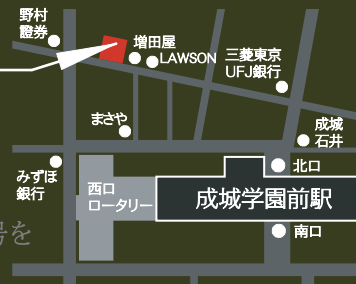 野村
證券
増田屋
LAWSON
三菱東京
UFJ銀行
まさや
成城
石井
みずほ
銀行
北口
西口
ロータリー
成城学園前駅
南口
号を